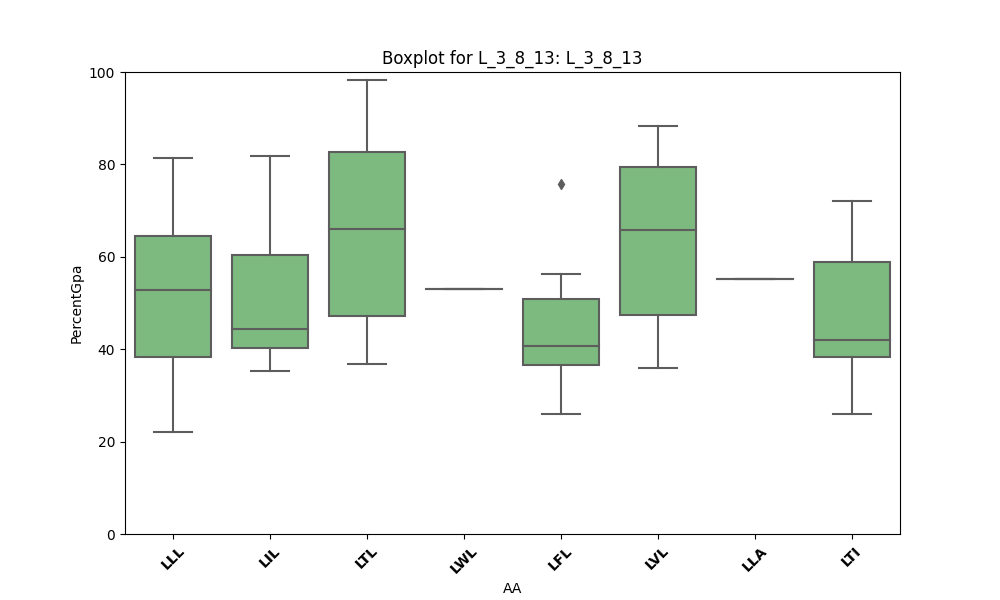 Boxplot for L_3_8_13: L_3_8_13
PercentGpa
100
80
60
40
20
0
LLL
LIL
LTL
LWL
LFL
LVL
LLA
LTI
AA